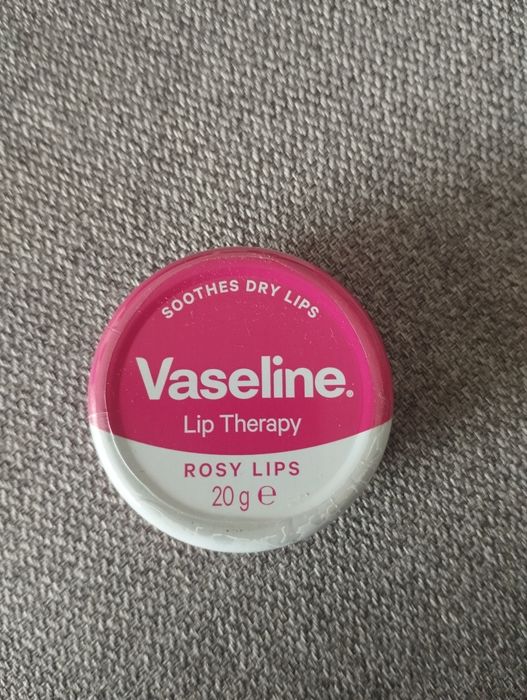 SOOTHES DRY LIPS
Vaseline.
Lip Therapy
ROSY LIPS
20 g ℮